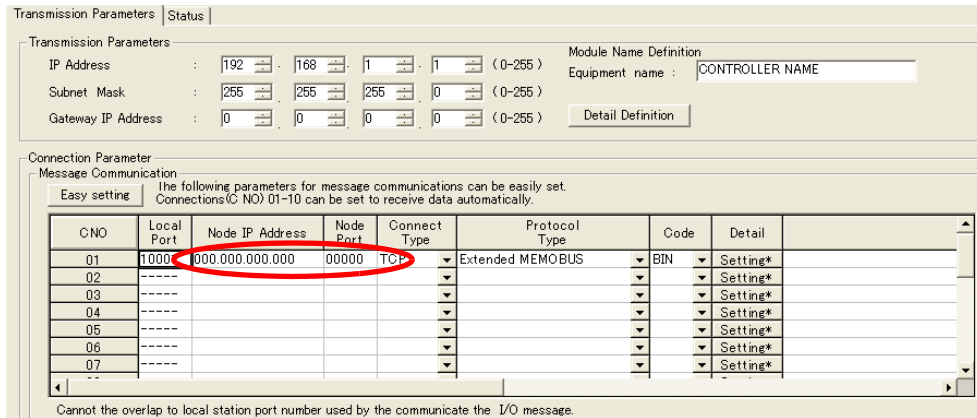 Transmission Parameters Status
Transmission Parameters
IP Address : 192 . 168 . 1 . 1 (0-255)
Subnet Mask : 255 . 255 . 255 . 0 (0-255)
Gateway IP Address : 0 . 0 . 0 . 0 (0-255)
Module Name Definition
Equipment name : CONTROLLER NAME
Detail Definition
Connection Parameter
Message Communication
Easy setting
The following parameters for message communications can be easily set.
Connections(C NO) 01-10 can be set to receive data automatically.
CNO Local Port Node IP Address Node Port Connect Type Protocol Type Code Detail
01 000.000.000.000 00000 TCP Extended MEMOBUS BIN Setting*
02 ----- Setting*
03 ----- Setting*
04 ----- Setting*
05 ----- Setting*
06 ----- Setting*
07 ----- Setting*
Cannot the overlap to local station port number used by the communicate the I/O message.